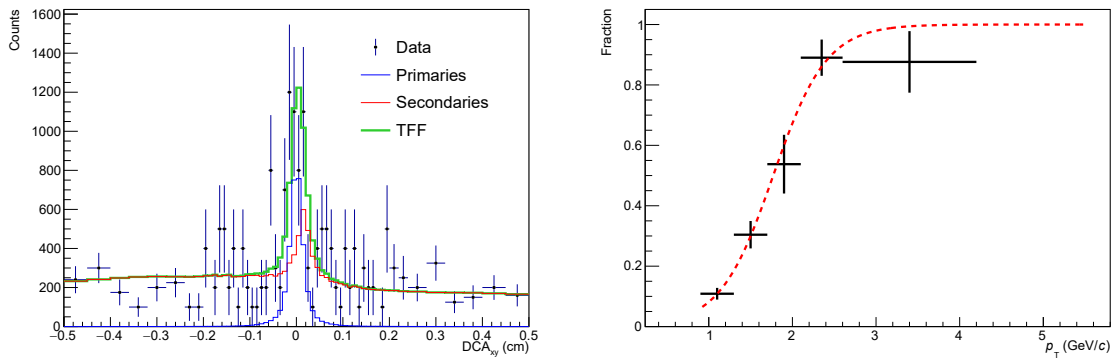 Counts
1600
1400
1200
1000
800
600
400
200
0
Data
Primaries
Secondaries
TFF
−0.5 −0.4 −0.3 −0.2 −0.1 0 0.1 0.2 0.3 0.4 0.5
DCAxy (cm)
Fraction
1
0.8
0.6
0.4
0.2
0
1 2 3 4 5
pT (GeV/c)